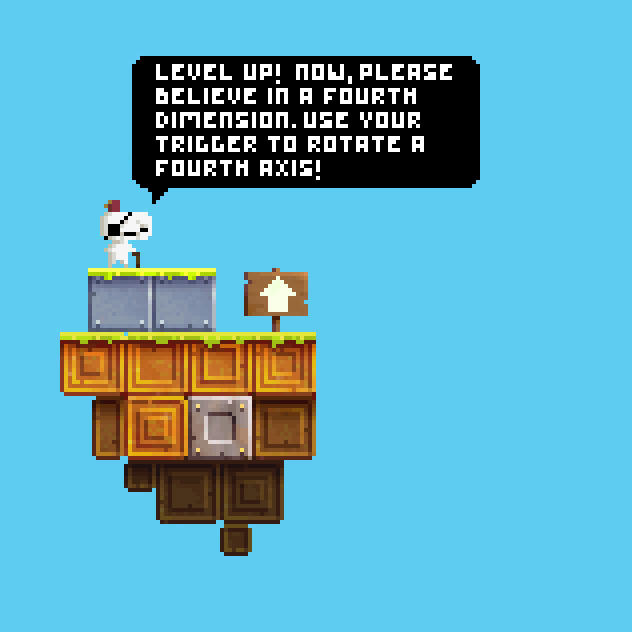 LEVEL UP! NOW, PLEASE
BELIEVE IN A FOURTH
DIMENSION. USE YOUR
TRIGGER TO ROTATE A
FOURTH AXIS!